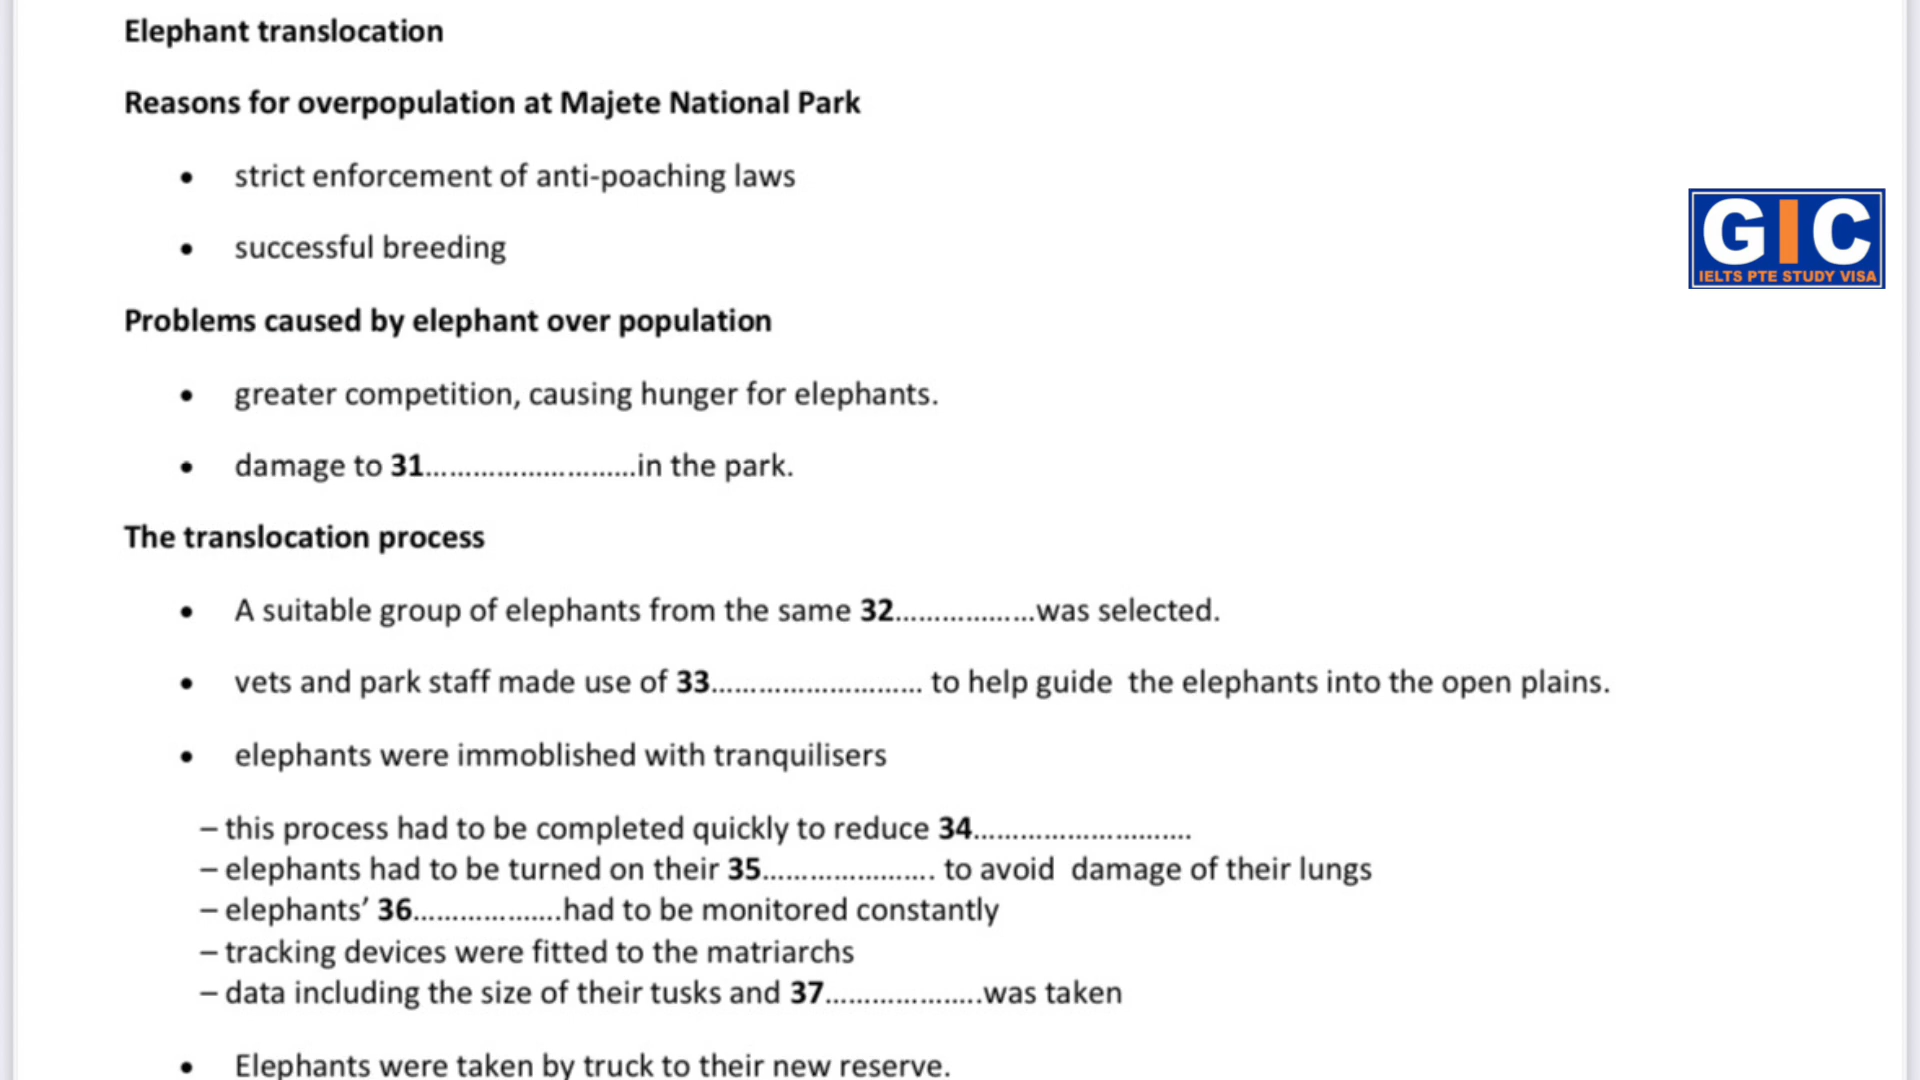 Elephant translocation
Reasons for overpopulation at Majete National Park
• strict enforcement of anti-poaching laws
• successful breeding
GIC
IELTS PTE STUDY VISA
Problems caused by elephant over population
• greater competition, causing hunger for elephants.
• damage to 31...........................in the park.
The translocation process
• A suitable group of elephants from the same 32..................was selected.
• vets and park staff made use of 33........................... to help guide  the elephants into the open plains.
• elephants were immoblished with tranquilisers
– this process had to be completed quickly to reduce 34............................
– elephants had to be turned on their 35...................... to avoid  damage of their lungs
– elephants’ 36...................had to be monitored constantly
– tracking devices were fitted to the matriarchs
– data including the size of their tusks and 37....................was taken
• Elephants were taken by truck to their new reserve.